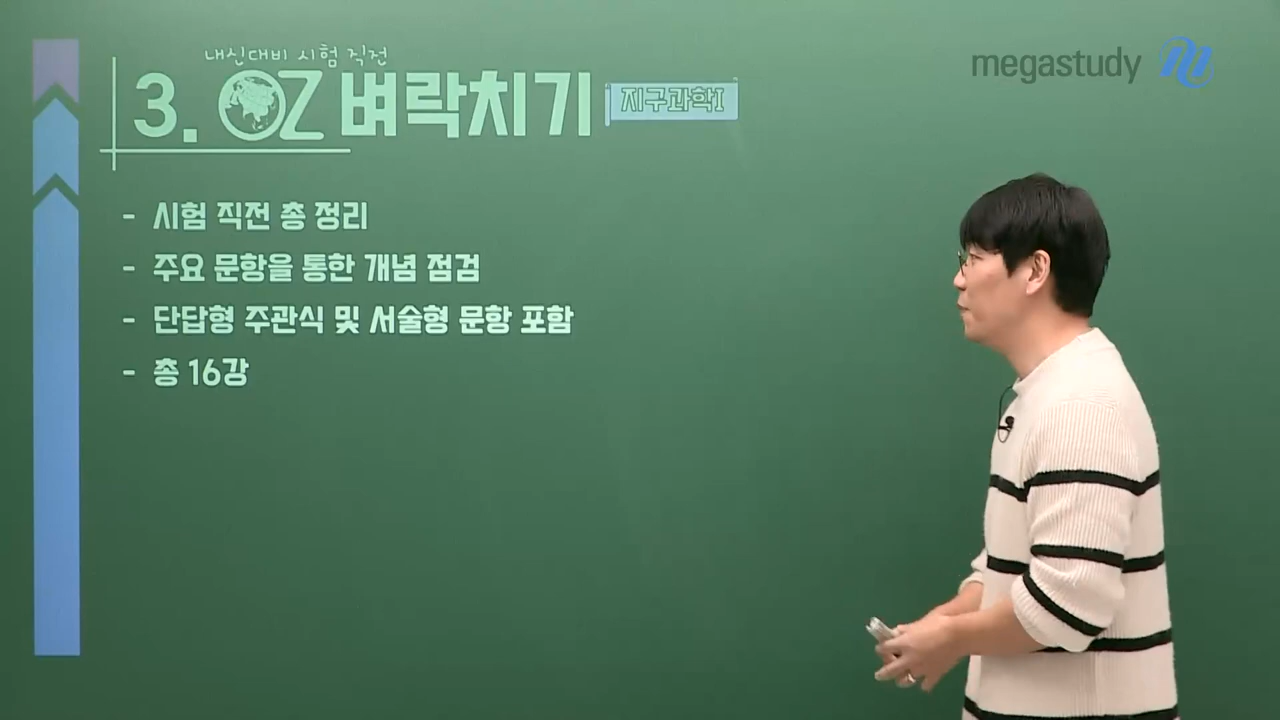 내신대비 시험 직전
3. OZ 벼락치기 지구과학I
megastudy
- 시험 직전 총 정리
- 주요 문항을 통한 개념 점검
- 단답형 주관식 및 서술형 문항 포함
- 총 16강